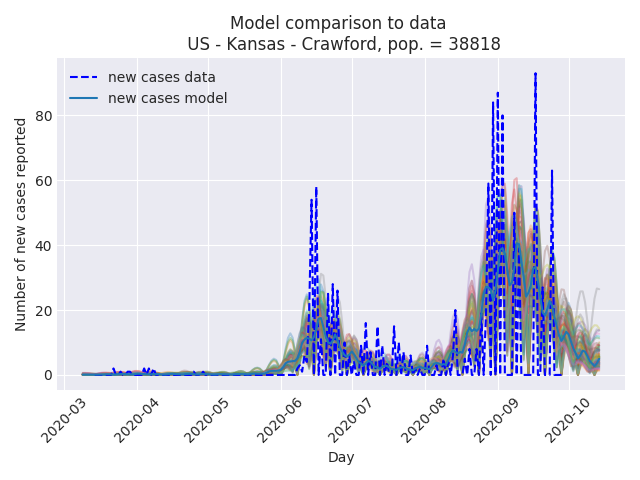 Model comparison to data
US - Kansas - Crawford, pop. = 38818
new cases data
new cases model
Number of new cases reported
80
60
40
20
0
2020-03
2020-04
2020-05
2020-06
2020-07
2020-08
2020-09
2020-10
Day